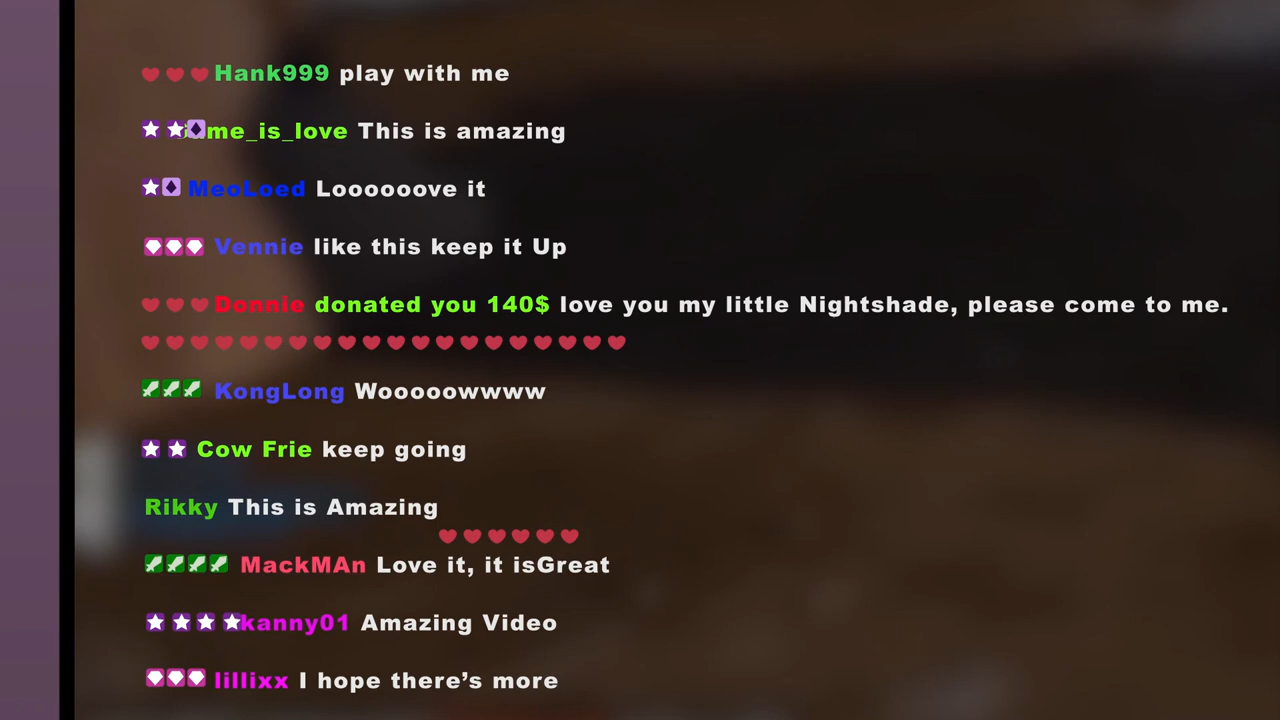 Hank999 play with me
me_is_love This is amazing
MeoLoed Loooooove it
Vennie like this keep it Up
Donnie donated you 140$ love you my little Nightshade, please come to me.
KongLong Wooooowwww
Cow Frie keep going
Rikky This is Amazing
MackMAn Love it, it isGreat
kanny01 Amazing Video
lillixx I hope there's more